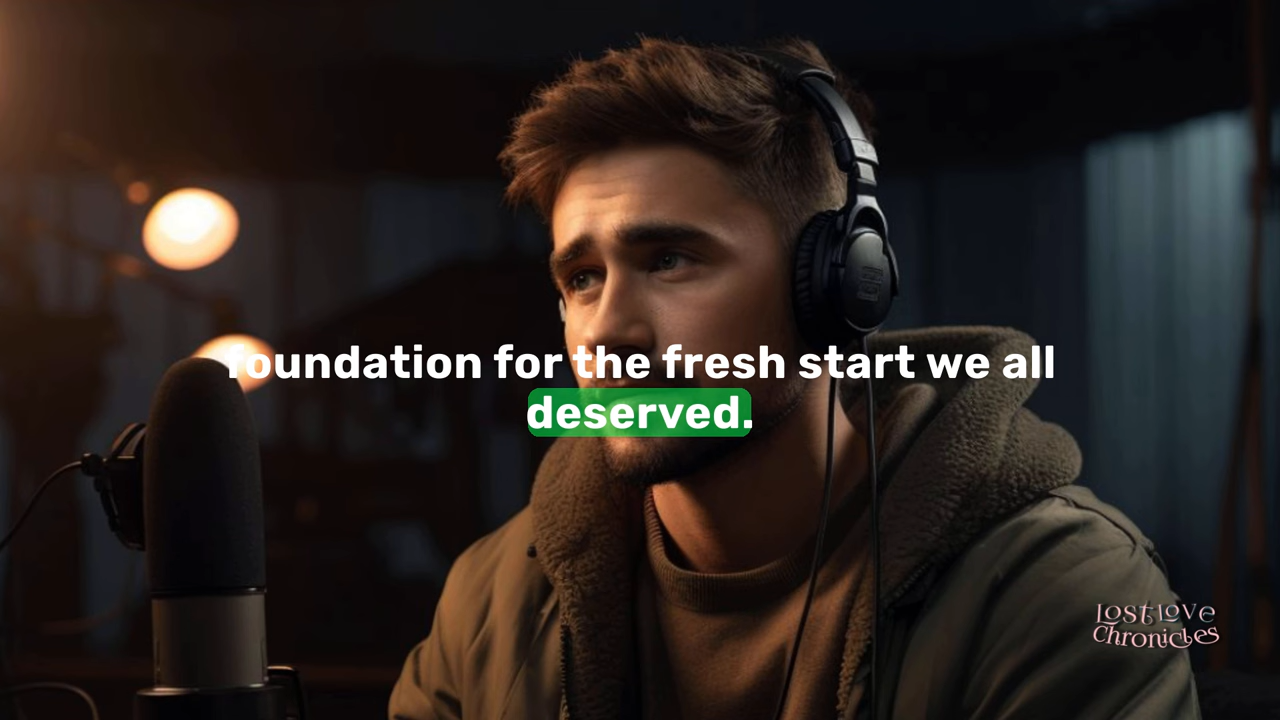 foundation for the fresh start we all
deserved.
Lost Love
Chronicles